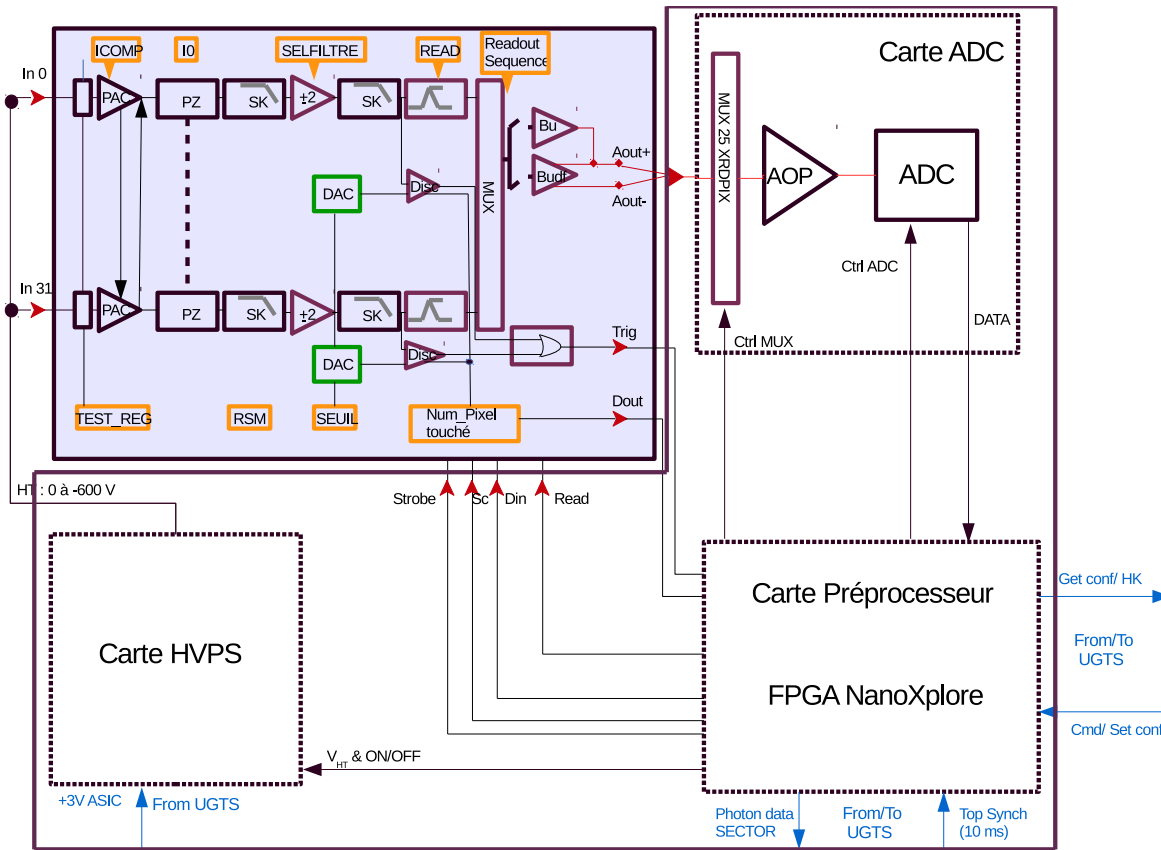 ICOMP
I0
SELFILTRE
READ
Readout
Sequence
Carte ADC
In 0
PAC
PZ
SK
+2
SK
MUX
Bu
Budf
Aout+
Aout-
MUX 25 XRDPIX
AOP
ADC
DAC
Disc
Ctrl ADC
In 31
PAC
PZ
SK
+2
SK
DATA
Trig
Ctrl MUX
DAC
Disc
Dout
TEST_REG
RSM
SEUIL
Num_Pixel
touché
HT : 0 à -600 V
Strobe
Sc
Din
Read
Carte HVPS
Carte Préprocesseur
FPGA NanoXplore
Get conf/ HK
From/To
UGTS
Cmd/ Set conf
VHT & ON/OFF
+3V ASIC
From UGTS
Photon data
SECTOR
From/To
UGTS
Top Synch
(10 ms)